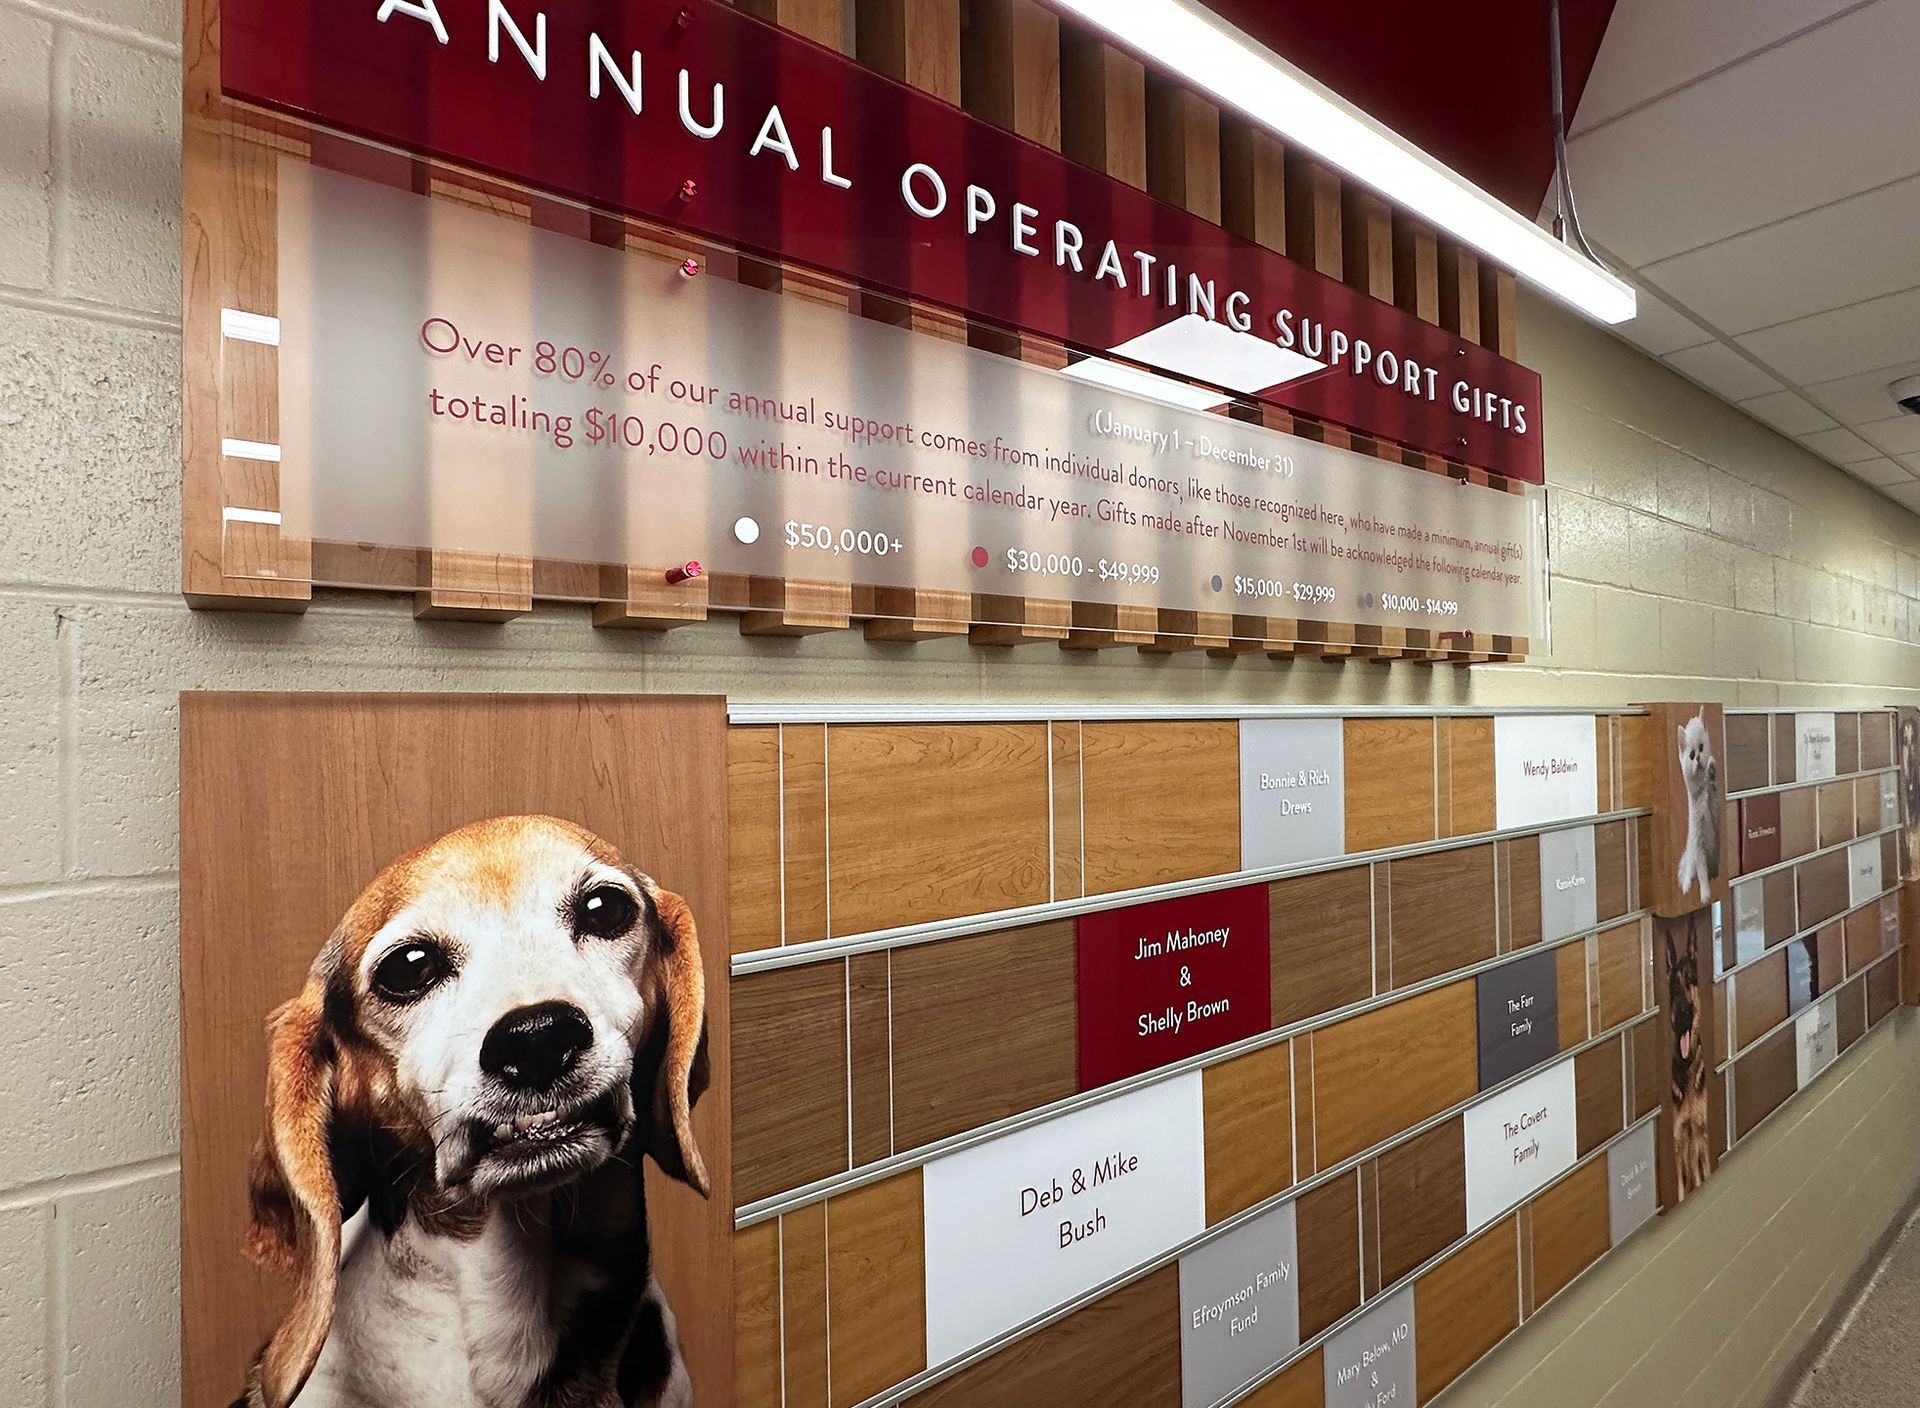 ANNUAL OPERATING SUPPORT GIFTS
(January 1 – December 31)
Over 80% of our annual support comes from individual donors, like those recognized here, who have made a minimum, annual gift(s)
totaling $10,000 within the current calendar year. Gifts made after November 1st will be acknowledged the following calendar year.
$50,000+
$30,000 - $49,999
$15,000 - $29,999
$10,000 - $14,999
Bonnie & Rich
Drews
Wendy Baldwin
Jim Mahoney
&
Shelly Brown
The Farr
Family
Deb & Mike
Bush
The Covert
Family
Efroymson Family
Fund
Mary Below, MD
&
Ford
Brown